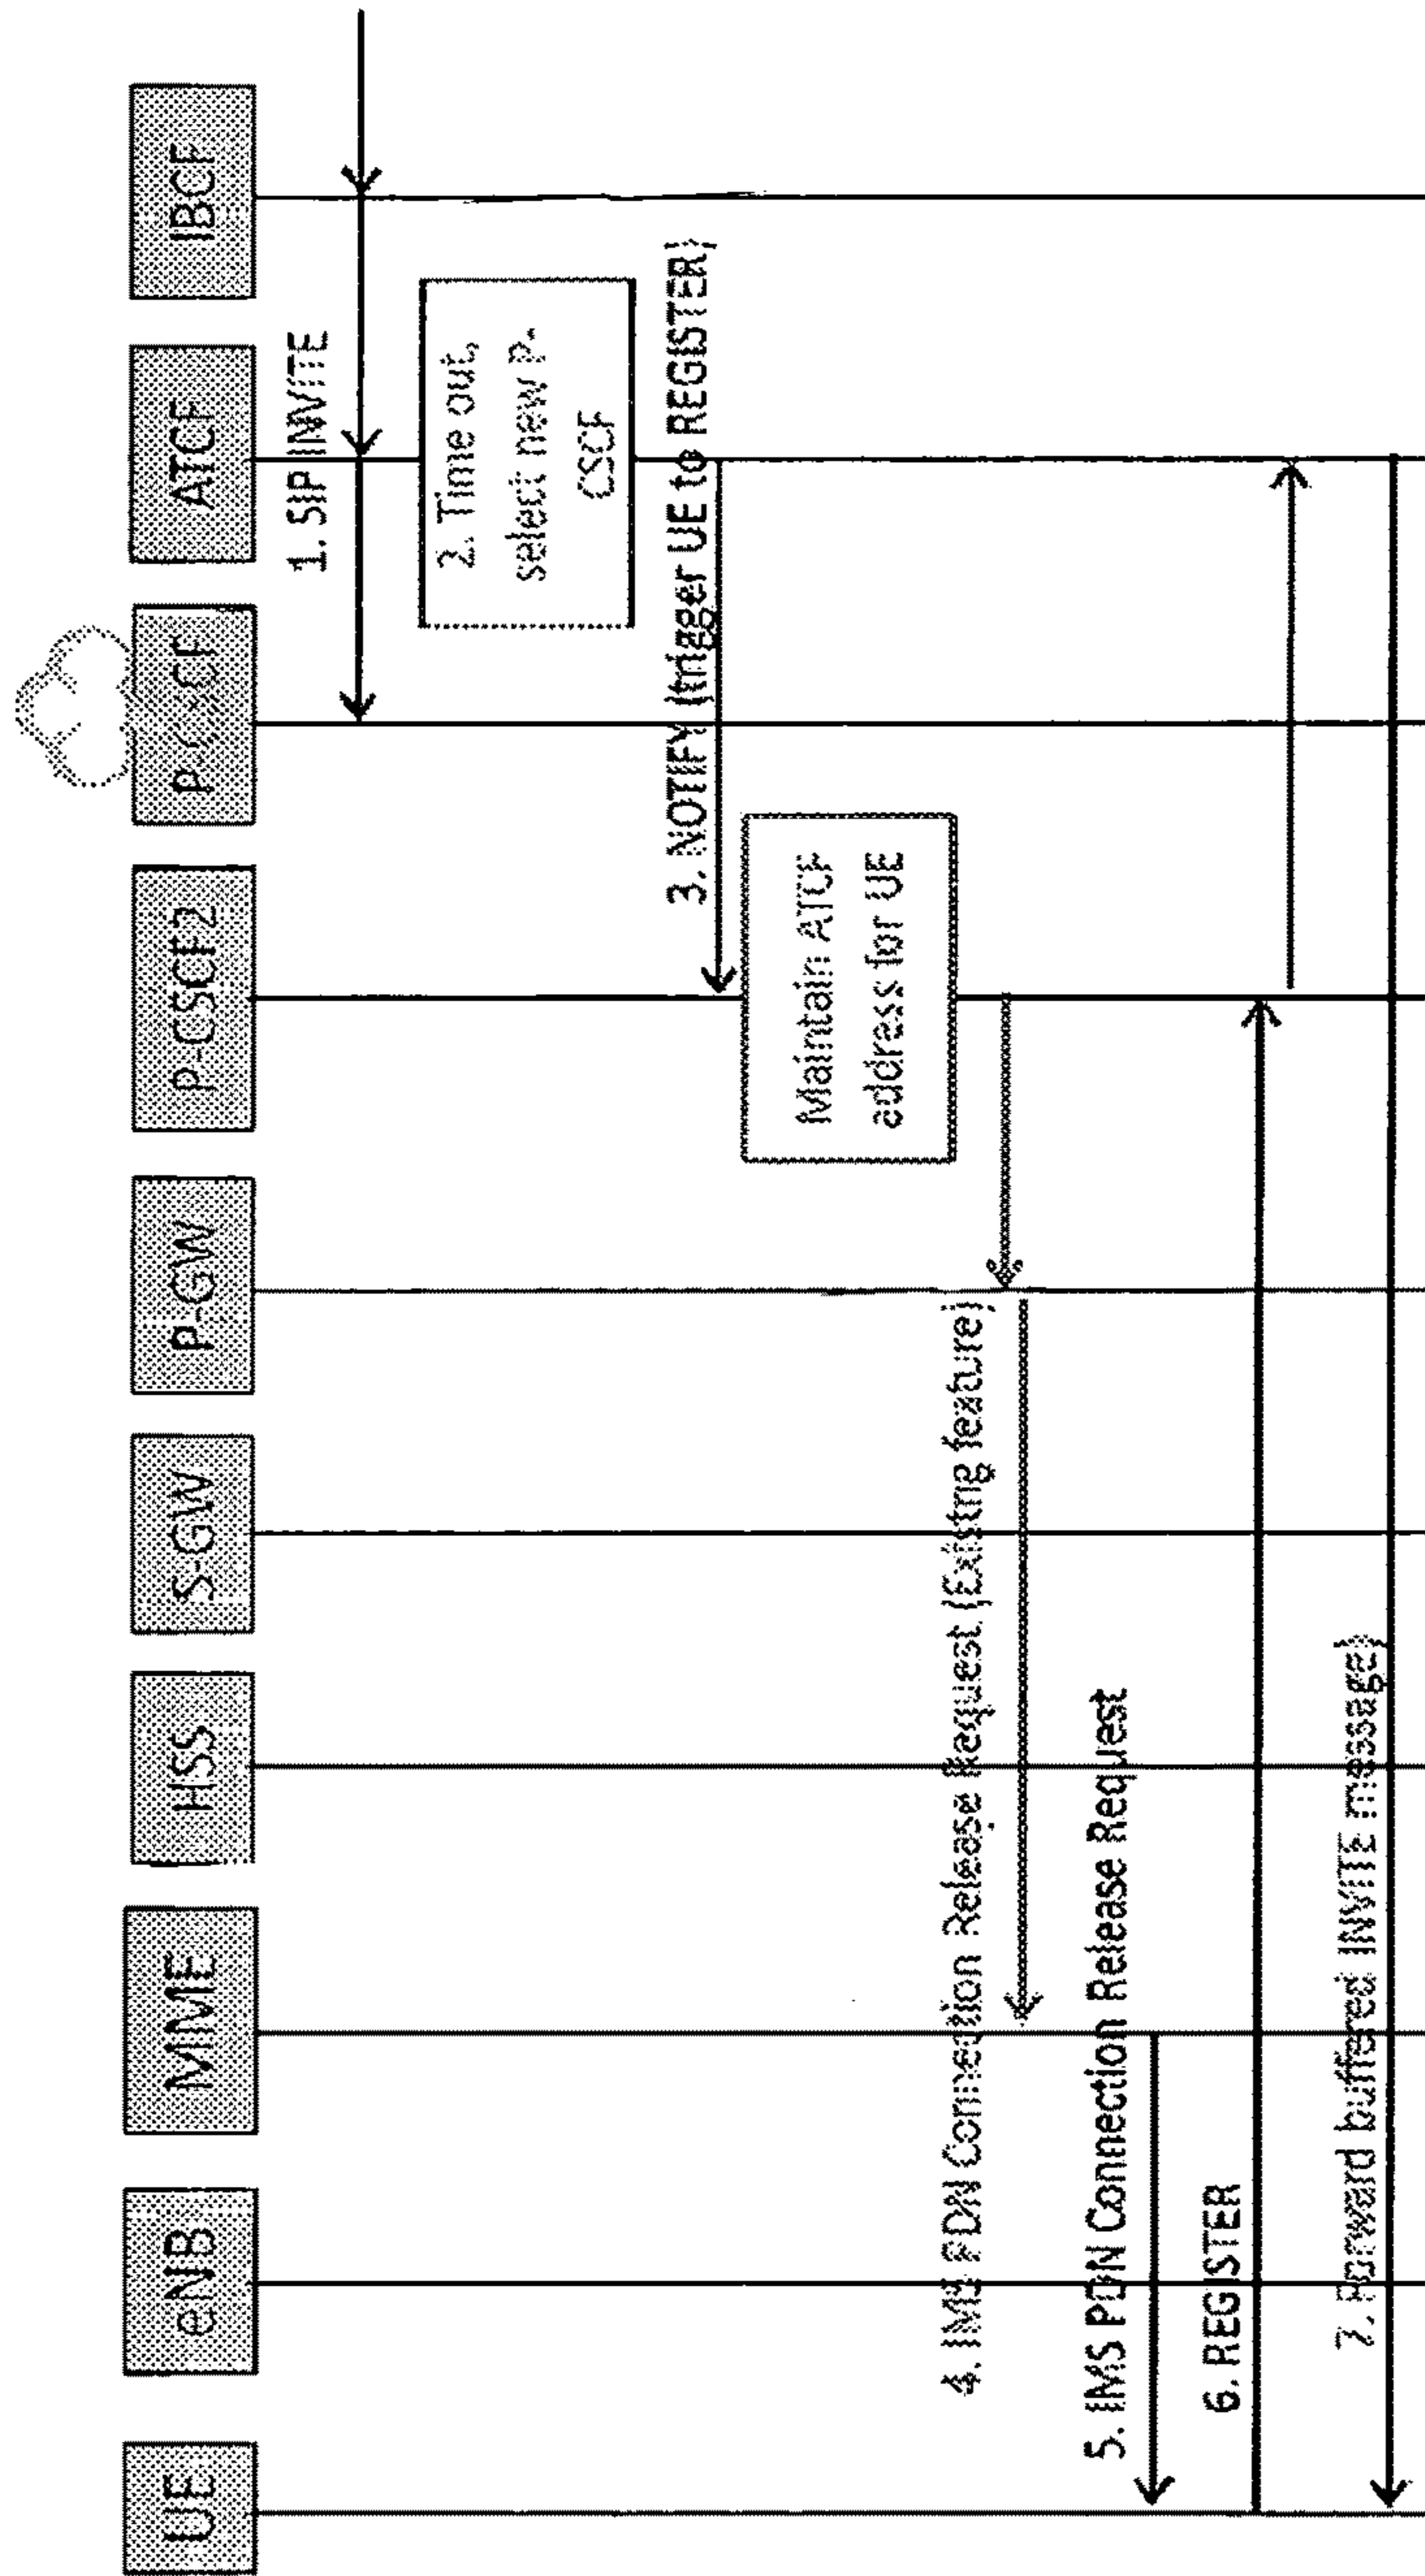 UE
eNB
MME
HSS
S-GW
P-GW
P-CSCF2
ATCF
IBCF
1. SIP INVITE
2. Time out,
select new P-
CSCF
3. NOTIFY (trigger UE to REGISTER)
Maintain ATCF
address for UE
4. IMS PDN Connection Release Request (Existing feature)
5. IMS PDN Connection Release Request
6. REGISTER
7. Forward buffered INVITE message)